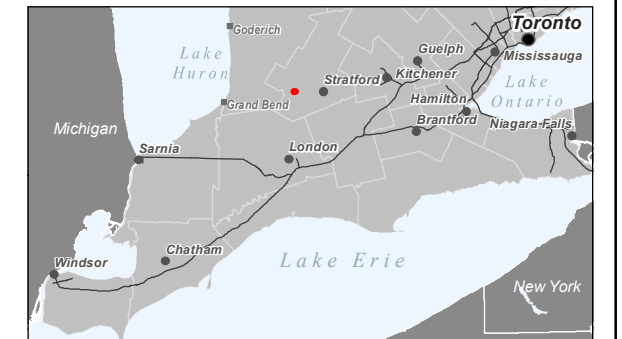 Toronto
Goderich
Guelph
Mississauga
Lake
Huron
Stratford
Kitchener
Lake
Ontario
Grand Bend
Hamilton
Michigan
Brantford
Niagara-Falls
Sarnia
London
Chatham
Lake Erie
Windsor
New York